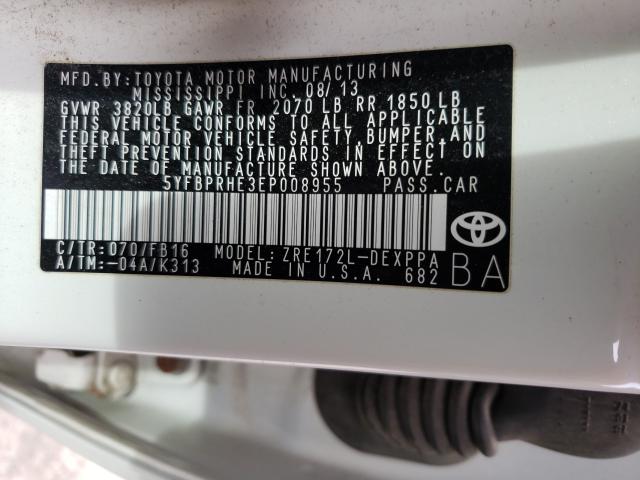 MFD.BY:TOYOTA MOTOR MANUFACTURING
MISSISSIPPI INC. 08/13
GVWR 3820LB GAWR FR 2070 LB RR 1850 LB
THIS VEHICLE CONFORMS TO ALL APPLICABLE
FEDERAL MOTOR VEHICLE SAFETY, BUMPER, AND
THEFT PREVENTION STANDARDS IN EFFECT ON
THE DATE OF MANUFACTURE SHOWN ABOVE.
5YFBPRHE3EP008955 PASS.CAR
C/TR: 070/FB16 MODEL: ZRE172L-DEXPPA
A/TM:-04A/K313 MADE IN U.S.A. 682 BA